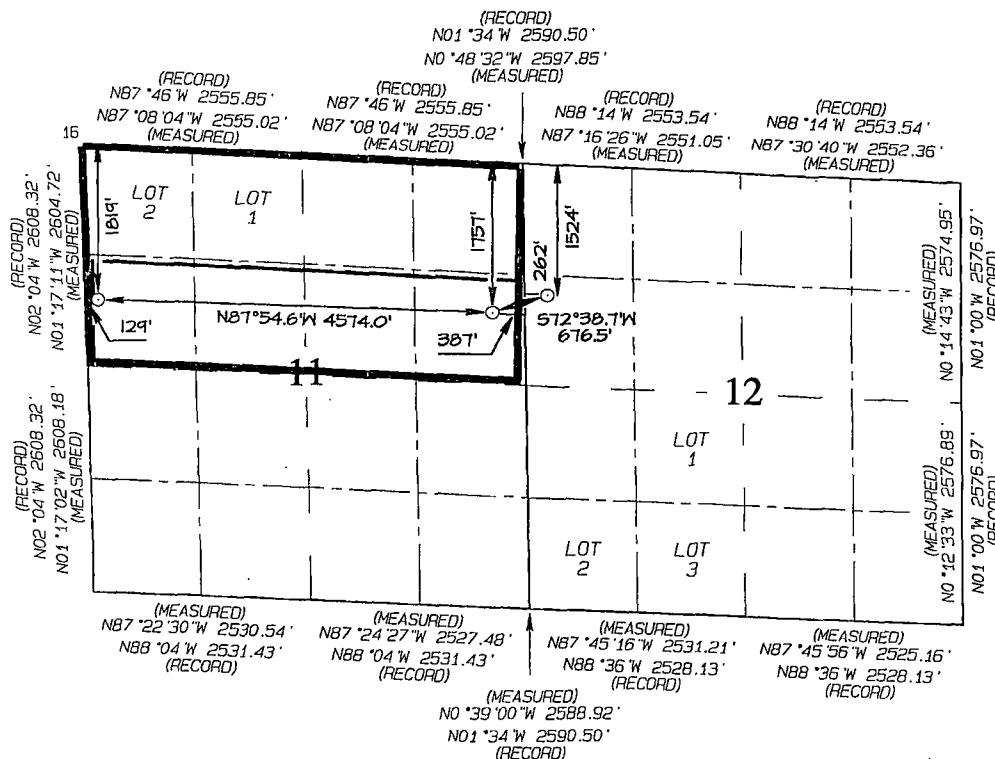 (RECORD)
N01°34'W 2590.50'
N0°48'32"W 2597.85'
(MEASURED)
(RECORD)
N87°46'W 2555.85'
N87°08'04"W 2555.02'
(MEASURED)
(RECORD)
N87°46'W 2555.85'
N87°08'04"W 2555.02'
(MEASURED)
(RECORD)
N88°14'W 2553.54'
N87°16'26"W 2551.05'
(MEASURED)
(RECORD)
N88°14'W 2553.54'
N87°30'40"W 2552.36'
(MEASURED)
16
(RECORD)
N02°04'W 2608.32'
N01°17'11"W 2604.72'
(MEASURED)
LOT
2
LOT
1
1819'
1757'
262'
1524'
N87°54.6'W 4574.0'
S72°38.7'W
676.5'
129'
387'
11
12
N0°14'43"W 2574.95'
(MEASURED)
N01°00'W 2576.97'
(RECORD)
(RECORD)
N02°04'W 2608.32'
N01°17'02"W 2608.18'
(MEASURED)
LOT
1
LOT
2
LOT
3
(MEASURED)
N0°12'33"W 2576.89'
N01°00'W 2576.97'
(RECORD)
(MEASURED)
N87°22'30"W 2530.54'
N88°04'W 2531.43'
(RECORD)
(MEASURED)
N87°24'27"W 2527.48'
N88°04'W 2531.43'
(RECORD)
(MEASURED)
N87°45'16"W 2531.21'
N88°36'W 2528.13'
(RECORD)
(MEASURED)
N87°45'56"W 2525.16'
N88°36'W 2528.13'
(RECORD)
(MEASURED)
N0°39'00"W 2588.92'
N01°34'W 2590.50'
(RECORD)